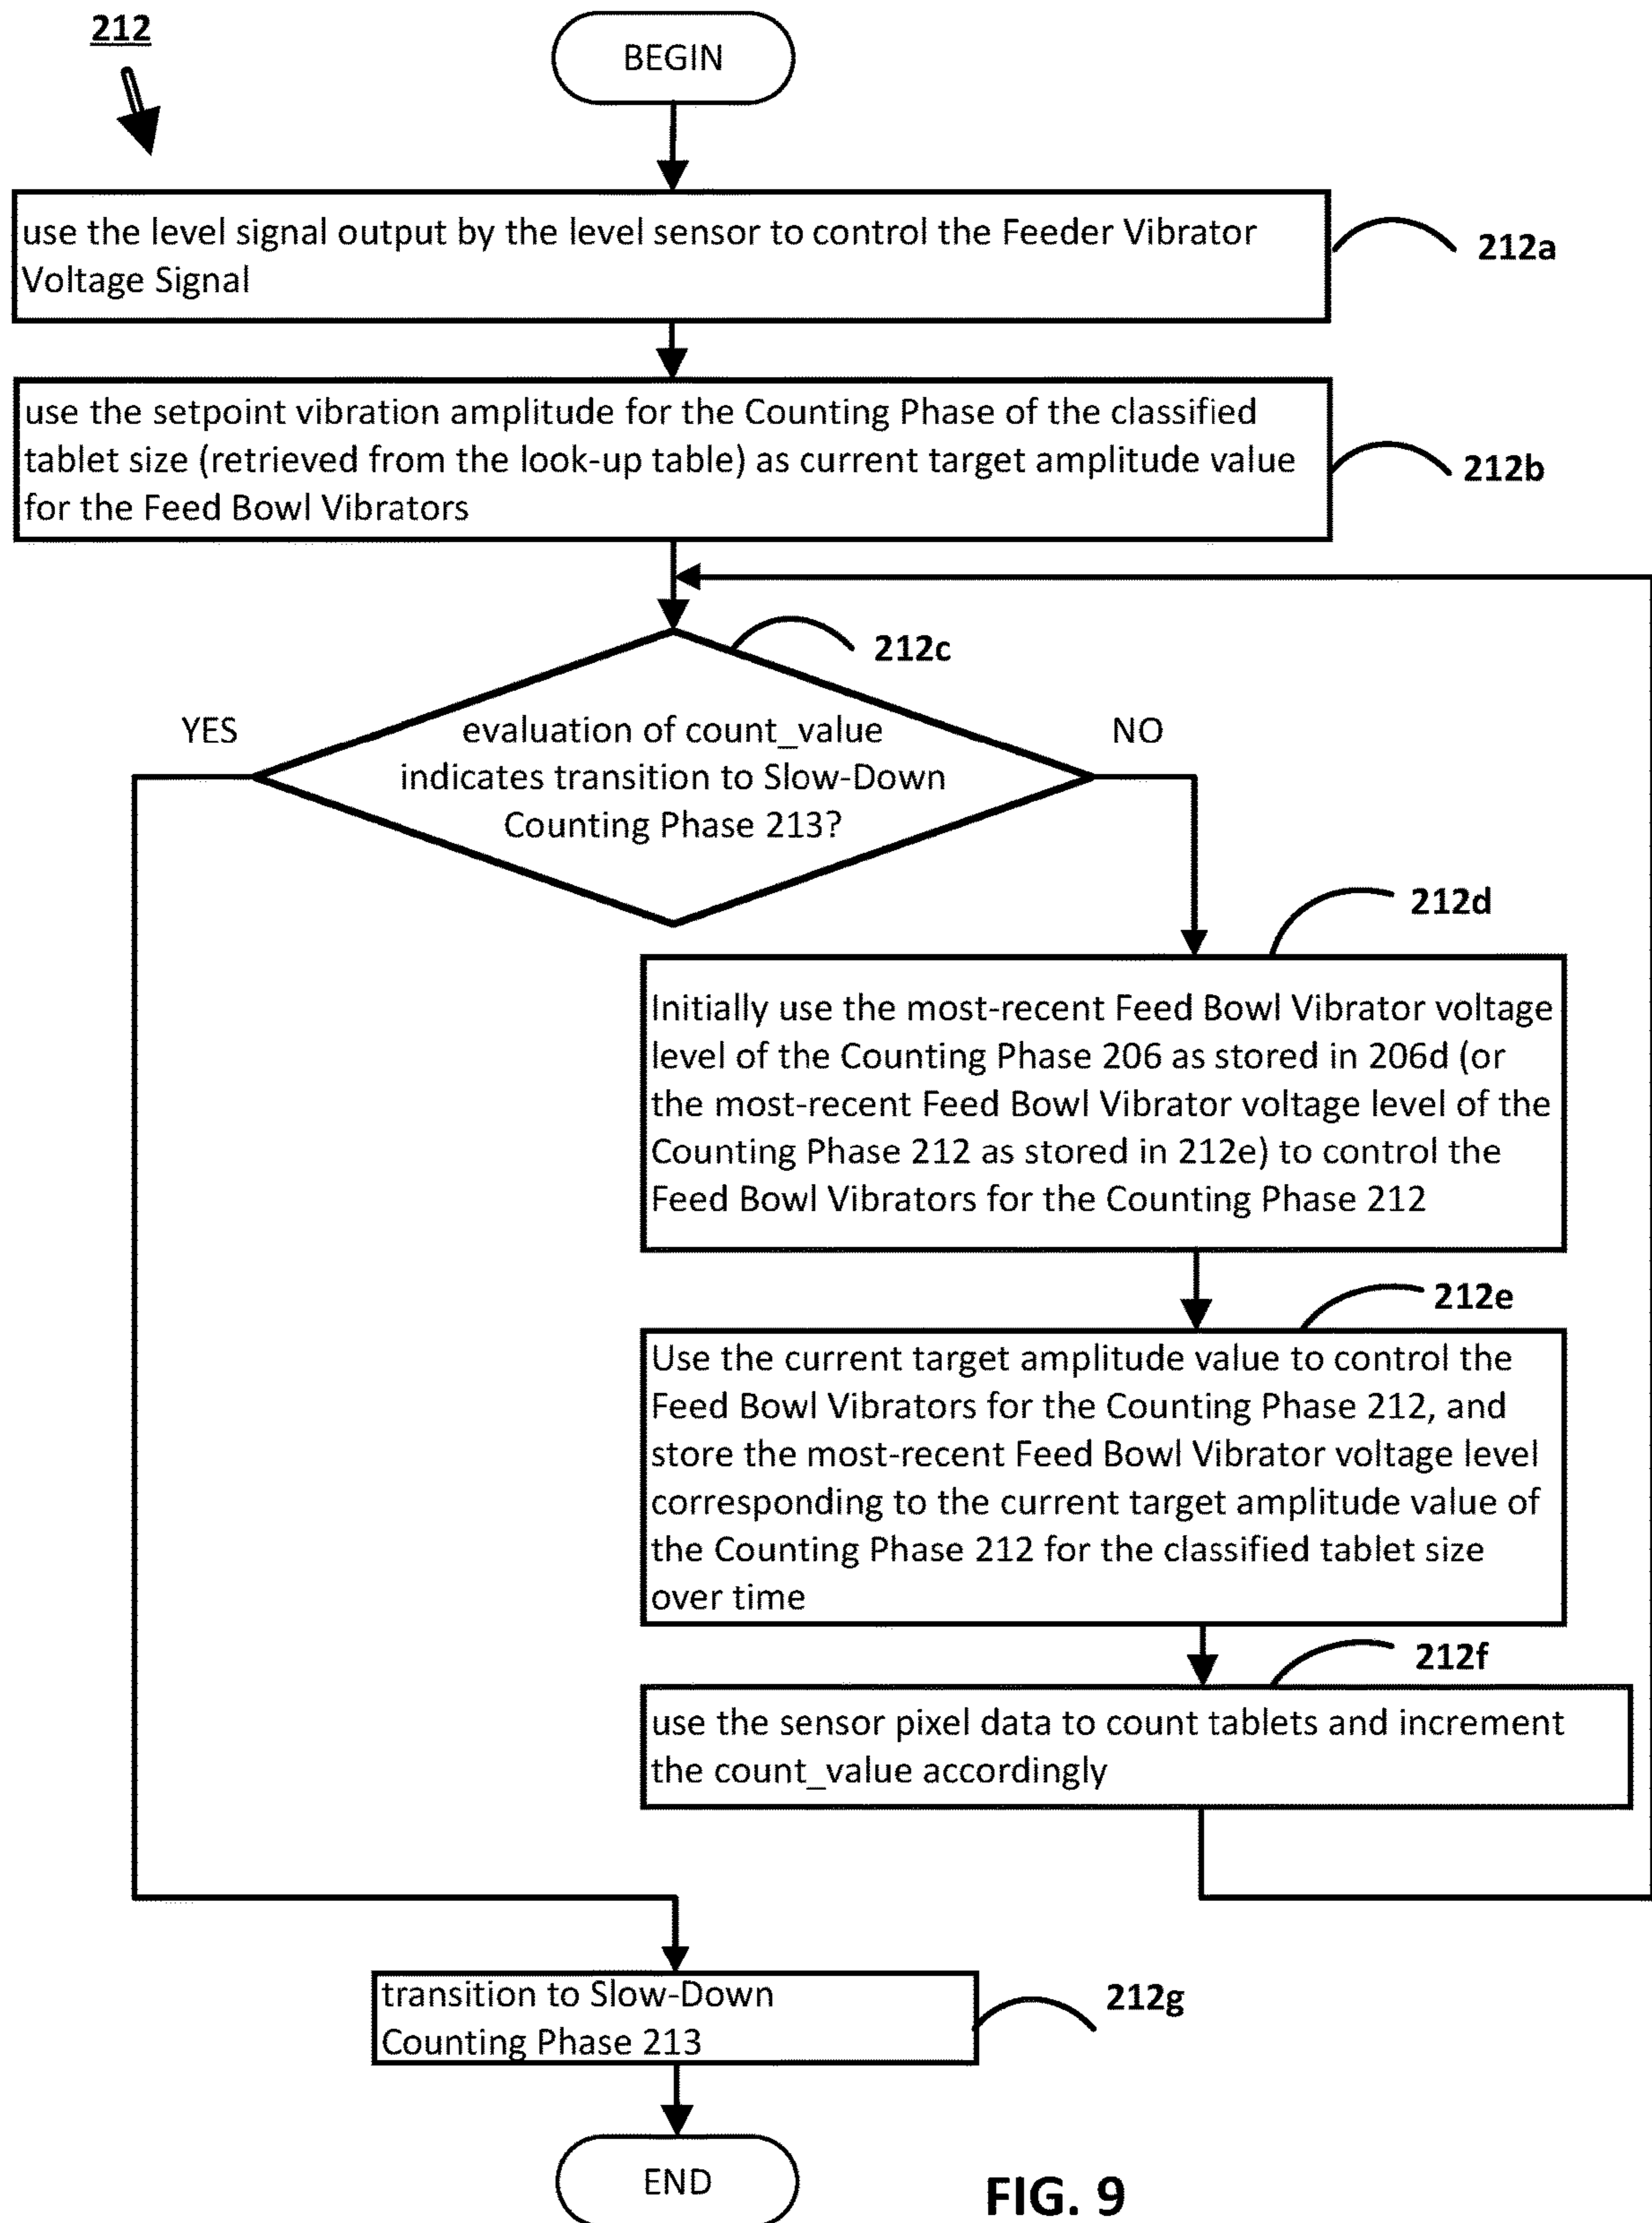 212
BEGIN
use the level signal output by the level sensor to control the Feeder Vibrator
Voltage Signal
212a
use the setpoint vibration amplitude for the Counting Phase of the classified
tablet size (retrieved from the look-up table) as current target amplitude value
for the Feed Bowl Vibrators
212b
212c
YES
evaluation of count_value
indicates transition to Slow-Down
Counting Phase 213?
NO
212d
Initially use the most-recent Feed Bowl Vibrator voltage
level of the Counting Phase 206 as stored in 206d (or
the most-recent Feed Bowl Vibrator voltage level of the
Counting Phase 212 as stored in 212e) to control the
Feed Bowl Vibrators for the Counting Phase 212
212e
Use the current target amplitude value to control the
Feed Bowl Vibrators for the Counting Phase 212, and
store the most-recent Feed Bowl Vibrator voltage level
corresponding to the current target amplitude value of
the Counting Phase 212 for the classified tablet size
over time
212f
use the sensor pixel data to count tablets and increment
the count_value accordingly
transition to Slow-Down
Counting Phase 213
212g
END
FIG. 9